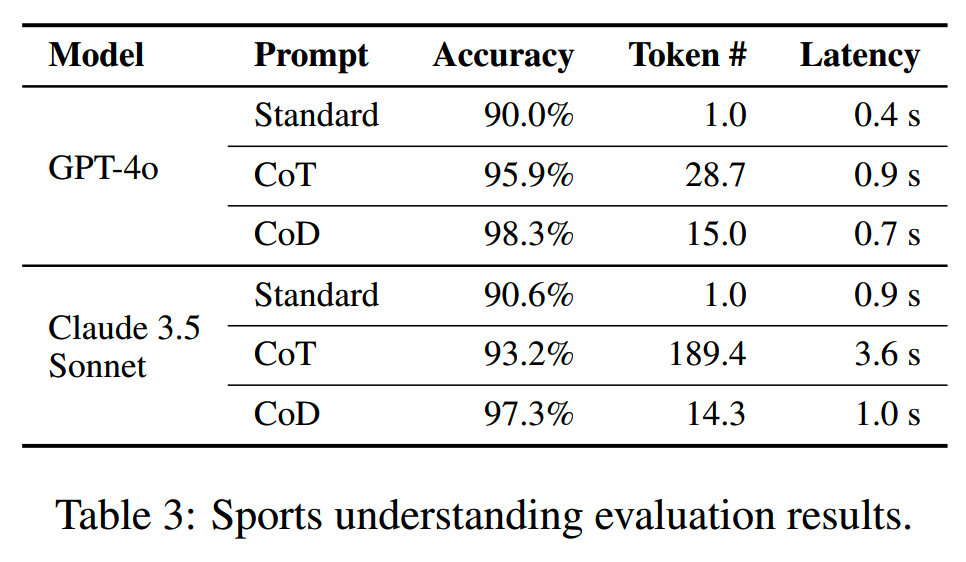 Model Prompt Accuracy Token # Latency
Standard 90.0% 1.0 0.4 s
GPT-4o CoT 95.9% 28.7 0.9 s
CoD 98.3% 15.0 0.7 s
Standard 90.6% 1.0 0.9 s
Claude 3.5
Sonnet CoT 93.2% 189.4 3.6 s
CoD 97.3% 14.3 1.0 s
Table 3: Sports understanding evaluation results.